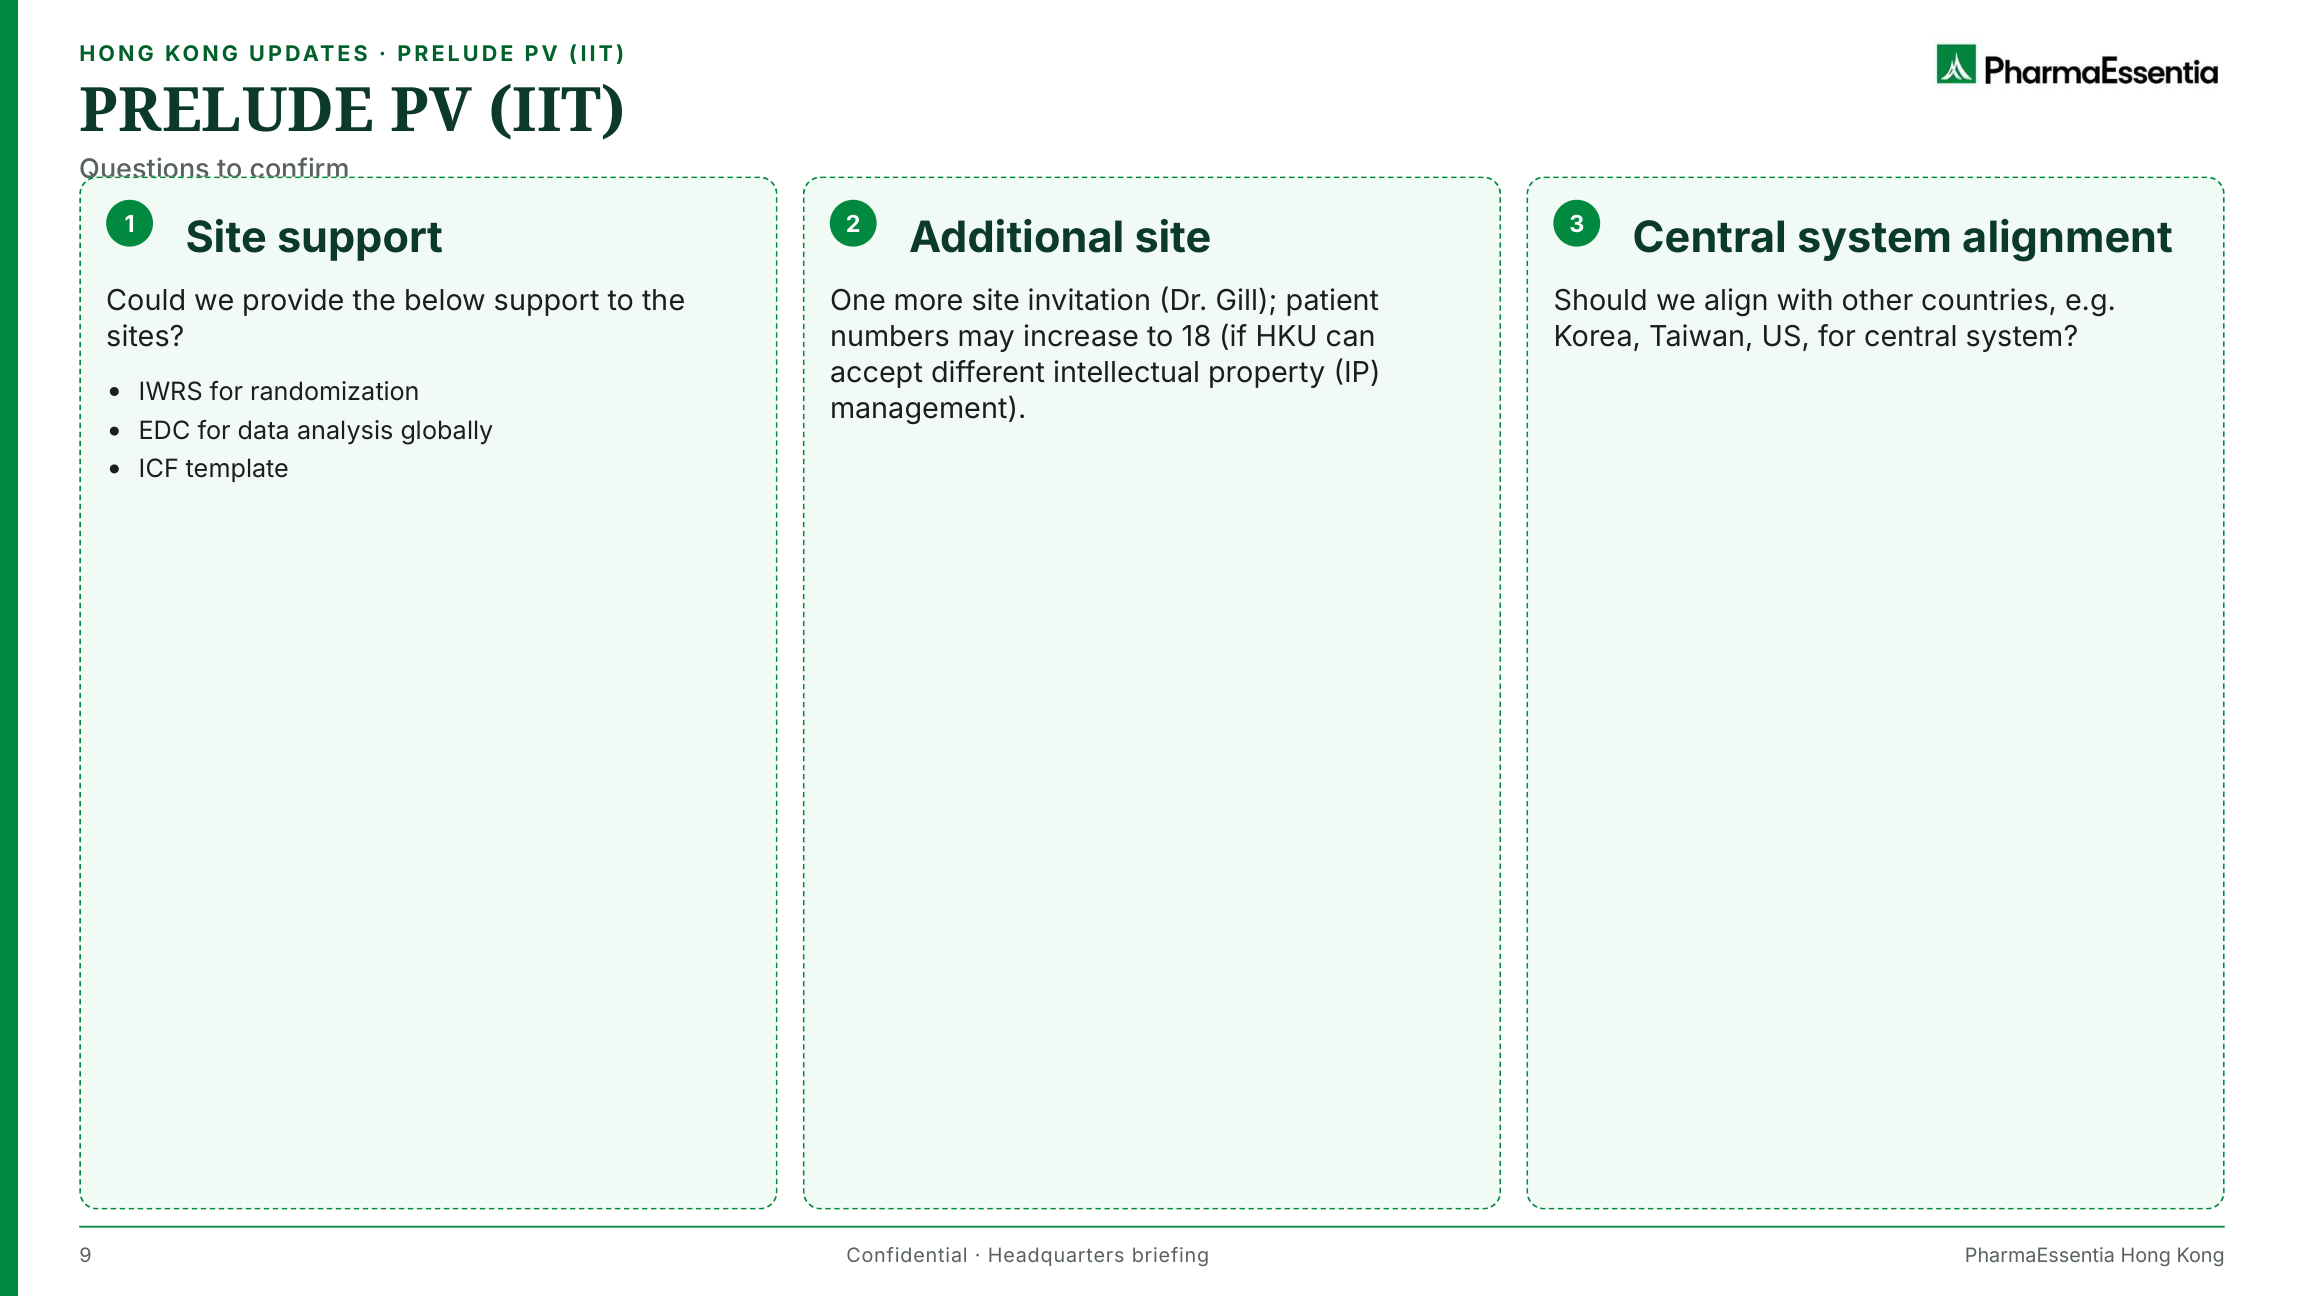 HONG KONG UPDATES · PRELUDE PV (IIT)
PharmaEssentia
PRELUDE PV (IIT)
Questions to confirm
1 Site support
Could we provide the below support to the
sites?
• IWRS for randomization
• EDC for data analysis globally
• ICF template
2 Additional site
One more site invitation (Dr. Gill); patient
numbers may increase to 18 (if HKU can
accept different intellectual property (IP)
management).
3 Central system alignment
Should we align with other countries, e.g.
Korea, Taiwan, US, for central system?
9
Confidential · Headquarters briefing
PharmaEssentia Hong Kong